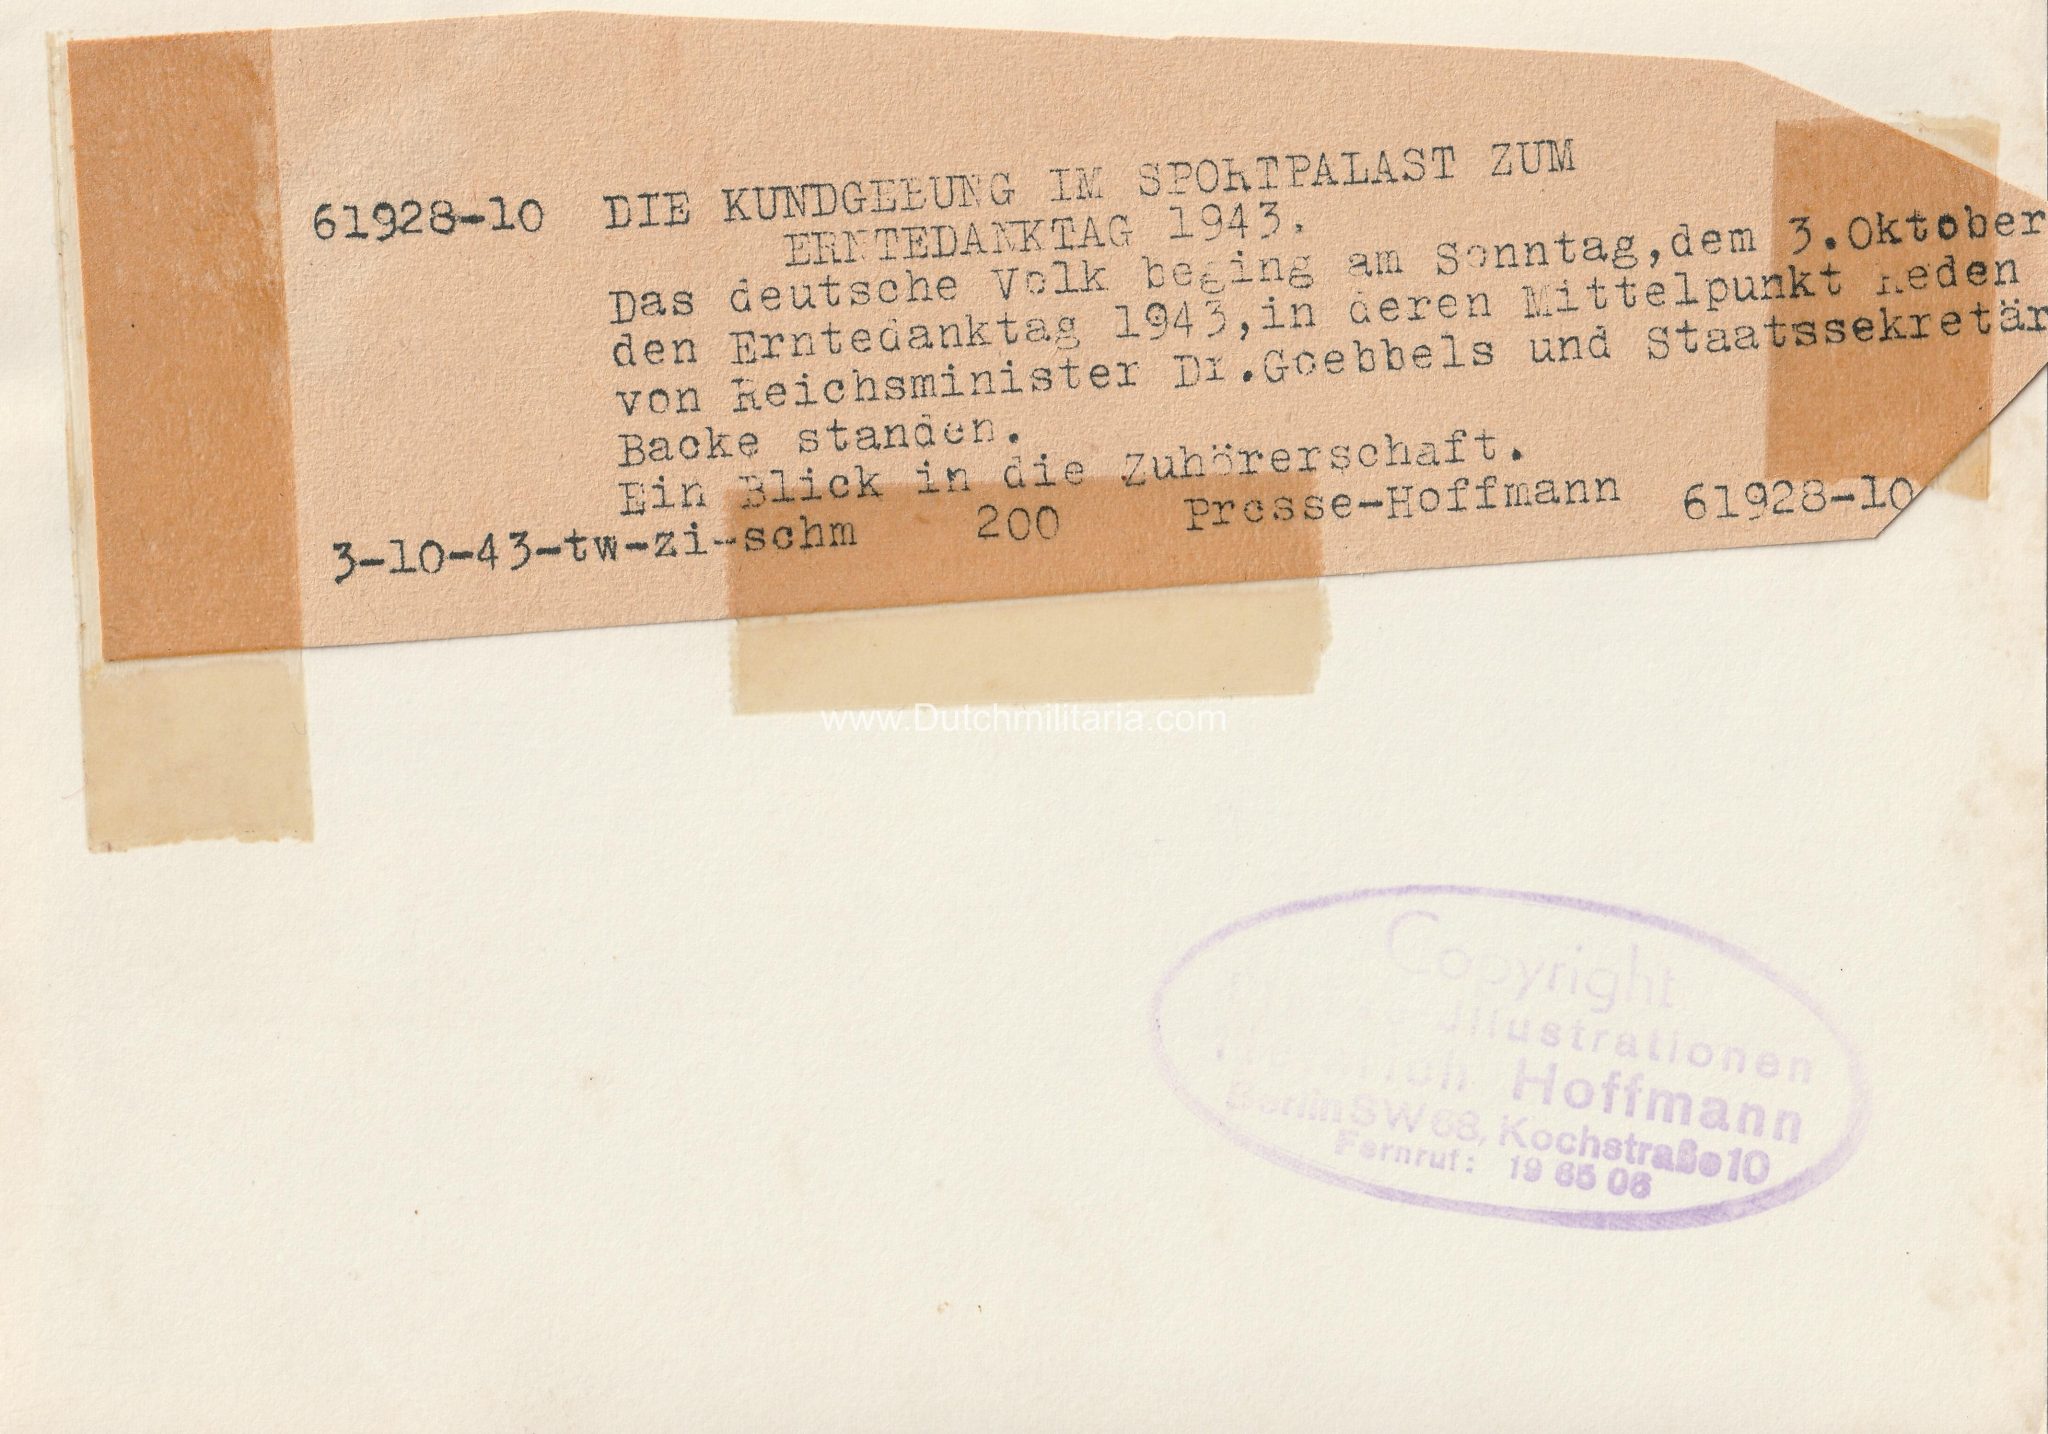 61928-10 DIE KUNDGEBUNG IM SPORTPALAST ZUM
ERNTEDANKTAG 1943.
Das deutsche Volk beging am Sonntag,dem 3.Oktober
den Erntedanktag 1943,in deren Mittelpunkt Reden
von Reichsminister Dr.Goebbels und Staatssekretär
Backe standen.
Ein Blick in die Zuhörerschaft.
3-10-43-tw-zi-schm 200 Presse-Hoffmann 61928-10
www.Dutchmilitaria.com
Copyright
Illustrationen
Hoffmann
Berlin SW 68, Kochstraße 10
Fernruf: 19 65 06